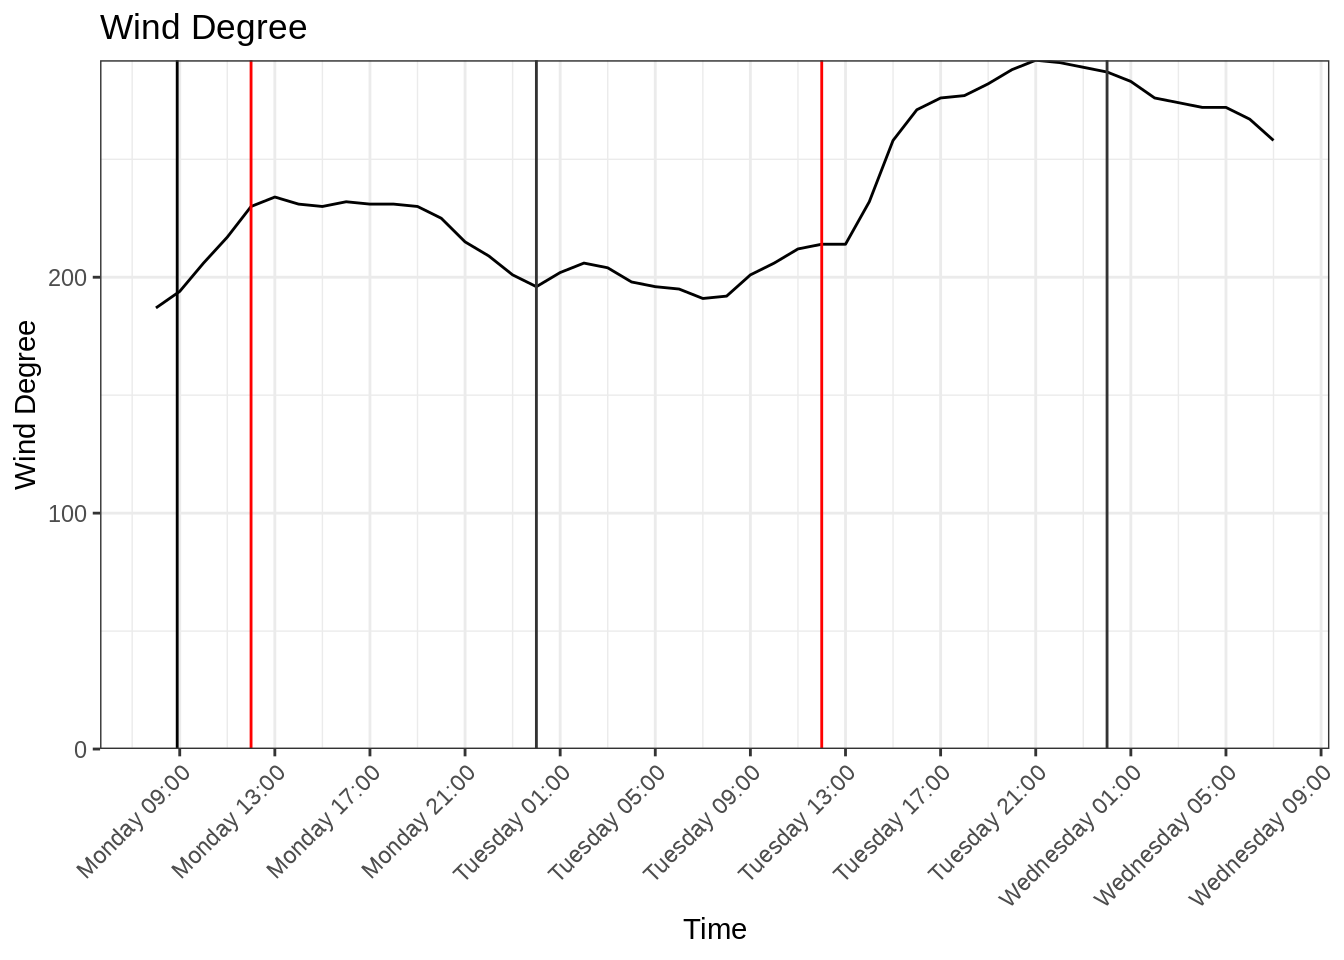 Wind Degree
Wind Degree
200
100
0
Monday 09:00
Monday 13:00
Monday 17:00
Monday 21:00
Tuesday 01:00
Tuesday 05:00
Tuesday 09:00
Tuesday 13:00
Tuesday 17:00
Tuesday 21:00
Wednesday 01:00
Wednesday 05:00
Wednesday 09:00
Time